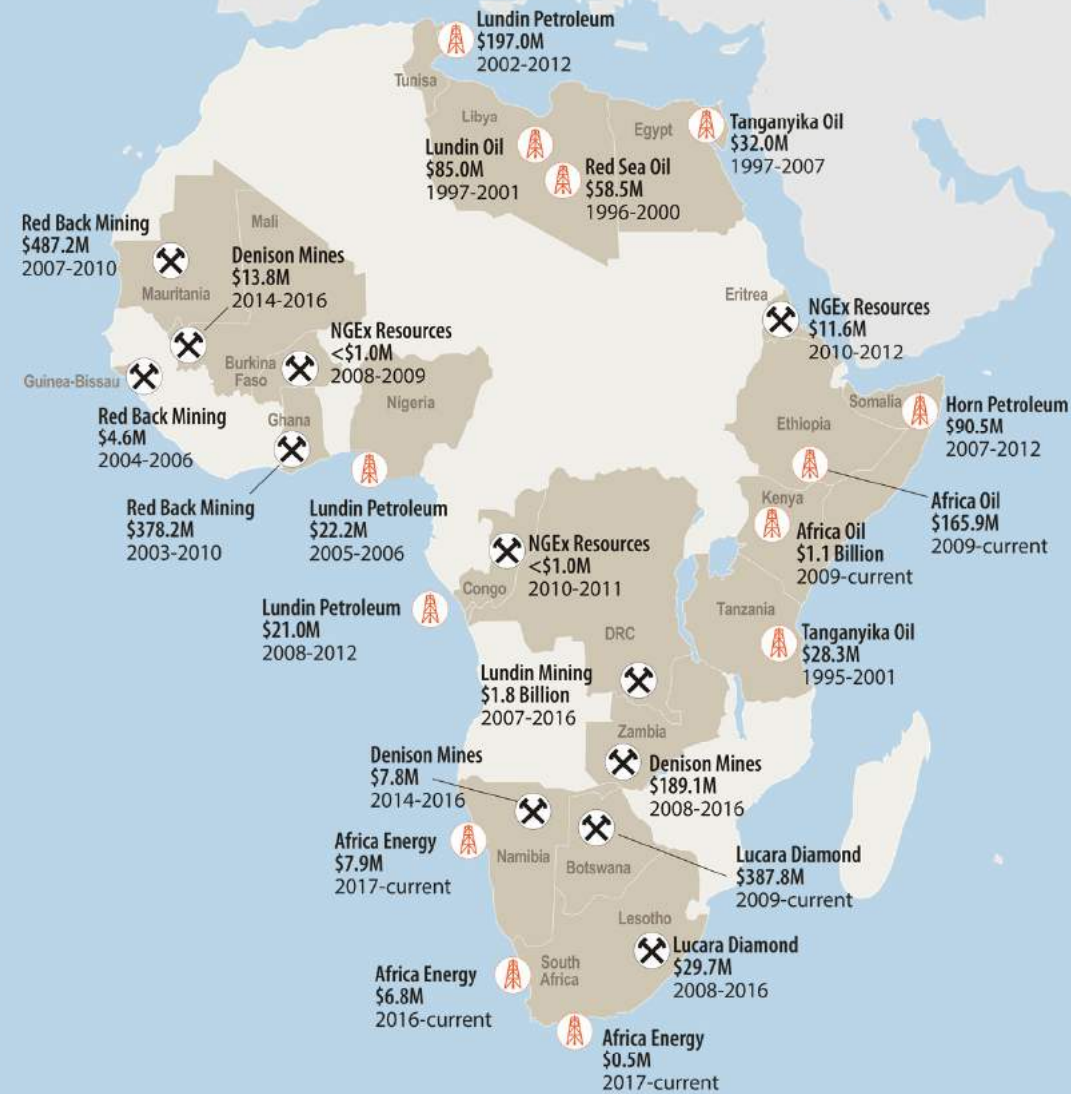 Lundin Petroleum
$197.0M
2002-2012
Tunisa
Libya
Lundin Oil
$85.0M
1997-2001
Egypt
Tanganyika Oil
$32.0M
1997-2007
Red Sea Oil
$58.5M
1996-2000
Red Back Mining
$487.2M
2007-2010
Mali
Mauritania
Denison Mines
$13.8M
2014-2016
Eritrea
NGEx Resources
$11.6M
2010-2012
NGEx Resources
<$1.0M
2008-2009
Burkina
Faso
Guinea-Bissau
Nigeria
Ghana
Red Back Mining
$4.6M
2004-2006
Somalia
Ethiopia
Horn Petroleum
$90.5M
2007-2012
Red Back Mining
$378.2M
2003-2010
Lundin Petroleum
$22.2M
2005-2006
Kenya
Africa Oil
$1.1 Billion
2009-current
Africa Oil
$165.9M
2009-current
NGEx Resources
<$1.0M
2010-2011
Congo
Lundin Petroleum
$21.0M
2008-2012
DRC
Tanzania
Tanganyika Oil
$28.3M
1995-2001
Lundin Mining
$1.8 Billion
2007-2016
Zambia
Denison Mines
$189.1M
2008-2016
Denison Mines
$7.8M
2014-2016
Africa Energy
$7.9M
2017-current
Namibia
Botswana
Lucara Diamond
$387.8M
2009-current
Lesotho
Lucara Diamond
$29.7M
2008-2016
South
Africa
Africa Energy
$6.8M
2016-current
Africa Energy
$0.5M
2017-current